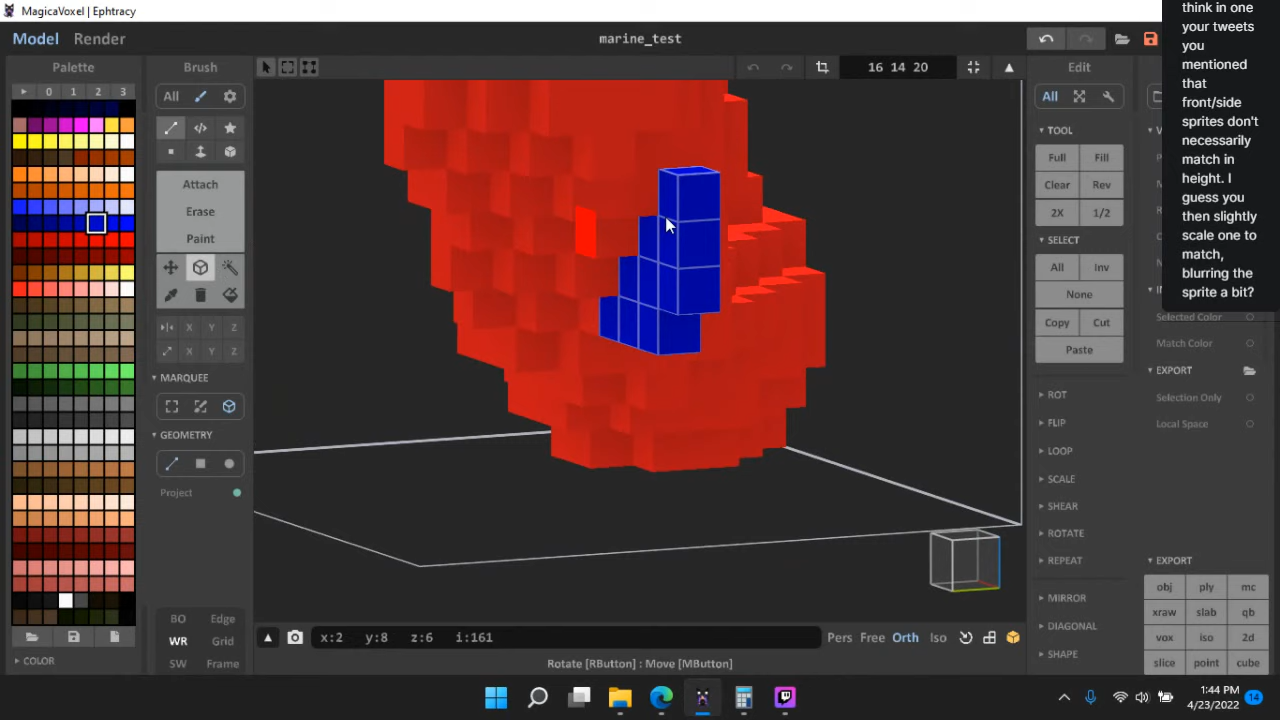 MagicaVoxel | Ephtracy
Model Render
marine_test
Palette
0 1 2 3
COLOR
Brush
All
Attach
Erase
Paint
X Y Z
X Y Z
MARQUEE
GEOMETRY
Project
BO Edge
WR Grid
SW Frame
16 14 20
x:2 y:8 z:6 i:161
Pers Free Orth Iso
Rotate [RButton] : Move [MButton]
Edit
All
TOOL
Full Fill
Clear Rev
2X 1/2
SELECT
All Inv
None
Copy Cut
Paste
ROT
FLIP
LOOP
SCALE
SHEAR
ROTATE
REPEAT
MIRROR
DIAGONAL
SHAPE
think in one
your tweets
you
mentioned
that
front/side
sprites don't
necessarily
match in
height. I
guess you
then slightly
scale one to
match,
blurring the
sprite a bit?
Selected Color
Match Color
EXPORT
Selection Only
Local Space
EXPORT
obj ply mc
xraw slab qb
vox iso 2d
slice point cube
1:44 PM
4/23/2022
14